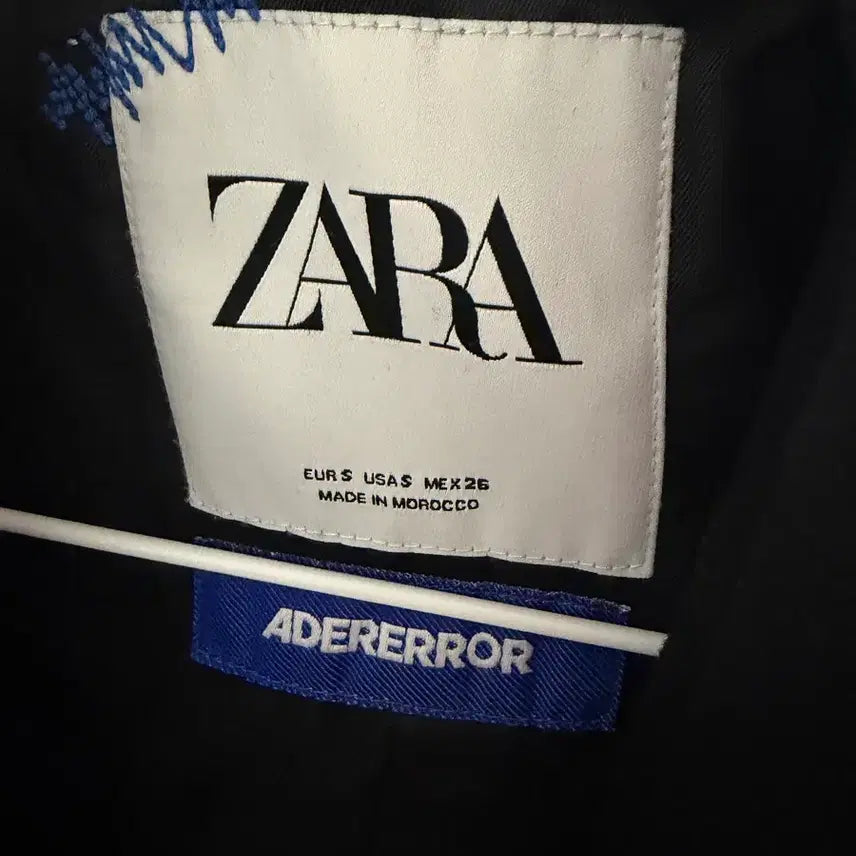 ZARA
EUR S USA S MEX 26
MADE IN MOROCCO
ADERERROR